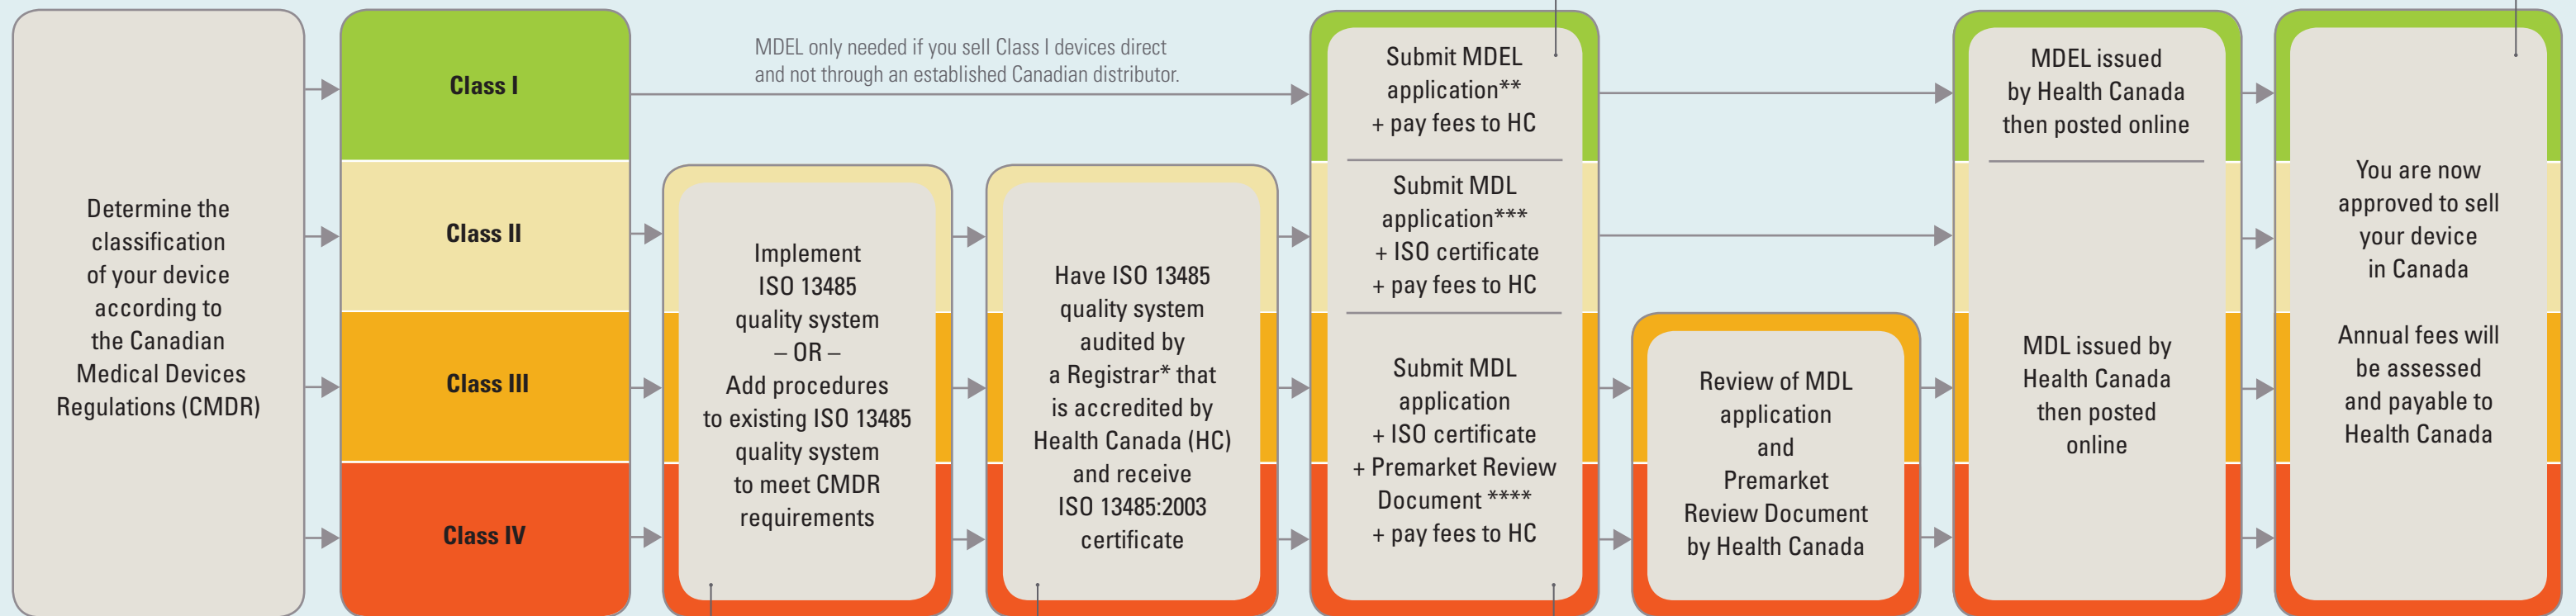 Determine the
classification
of your device
according to
the Canadian
Medical Devices
Regulations (CMDR)
Class I
Class II
Class III
Class IV
MDEL only needed if you sell Class I devices direct
and not through an established Canadian distributor.
Implement
ISO 13485
quality system
– OR –
Add procedures
to existing ISO 13485
quality system
to meet CMDR
requirements
Have ISO 13485
quality system
audited by
a Registrar* that
is accredited by
Health Canada (HC)
and receive
ISO 13485:2003
certificate
Submit MDEL
application**
+ pay fees to HC
Submit MDL
application***
+ ISO certificate
+ pay fees to HC
Submit MDL
application
+ ISO certificate
+ Premarket Review
Document ****
+ pay fees to HC
Review of MDL
application
and
Premarket
Review Document
by Health Canada
MDEL issued
by Health Canada
then posted online
MDL issued by
Health Canada
then posted
online
You are now
approved to sell
your device
in Canada
Annual fees will
be assessed
and payable to
Health Canada